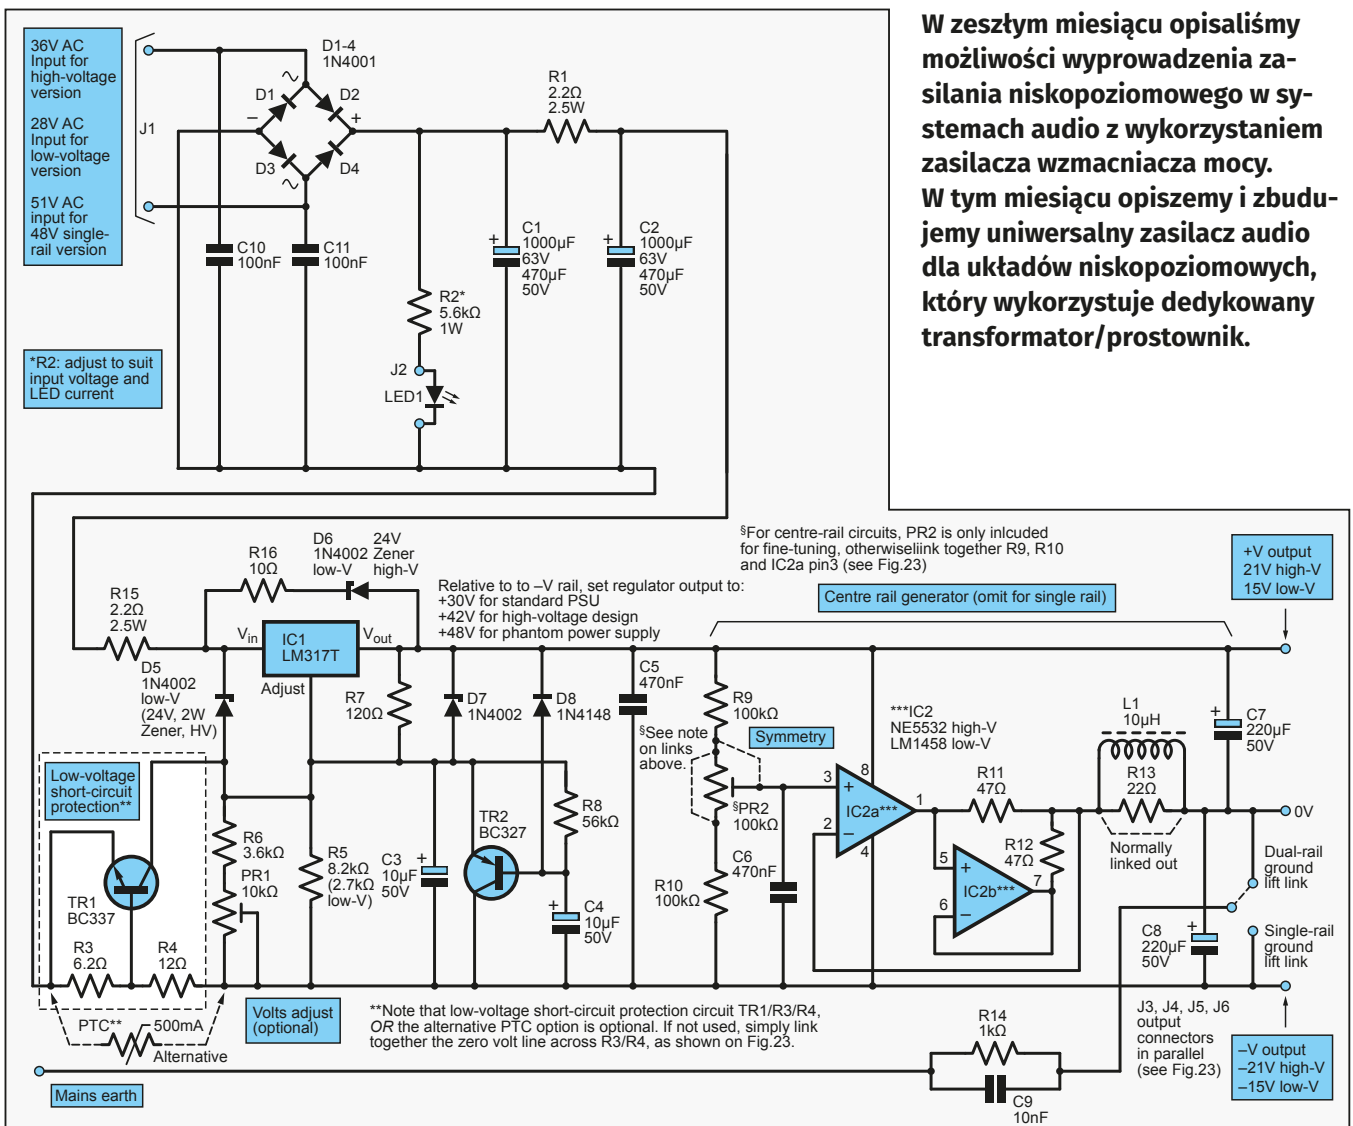 W zeszłym miesiącu opisaliśmy
możliwości wyprowadzenia za-
silania niskopoziomowego w sy-
stemach audio z wykorzystaniem
zasilacza wzmacniacza mocy.
W tym miesiącu opiszemy i zbudu-
jemy uniwersalny zasilacz audio
dla układów niskopoziomowych,
który wykorzystuje dedykowany
transformator/prostownik.
36V AC
Input for
high-voltage
version
28V AC
Input for
low-voltage
version
51V AC
input for
48V single-
rail version
J1
D1-4
1N4001
D1
D2
D3
D4
–
+
C10
100nF
C11
100nF
R1
2.2Ω
2.5W
R2*
5.6kΩ
1W
J2
LED1
+
C1
1000µF
63V
470µF
50V
+
C2
1000µF
63V
470µF
50V
*R2: adjust to suit
input voltage and
LED current
R15
2.2Ω
2.5W
R16
10Ω
D6
1N4002
low-V
24V
Zener
high-V
Vin
IC1
LM317T
Vout
Adjust
D5
1N4002
low-V
(24V, 2W
Zener, HV)
Relative to to –V rail, set regulator output to:
+30V for standard PSU
+42V for high-voltage design
+48V for phantom power supply
§For centre-rail circuits, PR2 is only inlcuded
for fine-tuning, otherwiseliink together R9, R10
and IC2a pin3 (see Fig.23)
Centre rail generator (omit for single rail)
+V output
21V high-V
15V low-V
R7
120Ω
D7
1N4002
D8
1N4148
C5
470nF
R9
100kΩ
§See note
on links
above.
Symmetry
§PR2
100kΩ
C6
470nF
R10
100kΩ
***IC2
NE5532 high-V
LM1458 low-V
3
+
2
–
8
4
1
IC2a***
R11
47Ω
R12
47Ω
5
+
6
–
7
IC2b***
L1
10µH
R13
22Ω
Normally
linked out
+
C7
220µF
50V
0V
Dual-rail
ground
lift link
Single-rail
ground
lift link
+
C8
220µF
50V
Low-voltage
short-circuit
protection**
TR1
BC337
R3
6.2Ω
R4
12Ω
R6
3.6kΩ
PR1
10kΩ
R5
8.2kΩ
(2.7kΩ
low-V)
+
C3
10µF
50V
TR2
BC327
R8
56kΩ
+
C4
10µF
50V
PTC**
500mA
Alternative
Volts adjust
(optional)
**Note that low-voltage short-circuit protection circuit TR1/R3/R4,
OR the alternative PTC option is optional. If not used, simply link
together the zero volt line across R3/R4, as shown on Fig.23.
R14
1kΩ
C9
10nF
J3, J4, J5, J6
output
connectors
in parallel
(see Fig.23)
–V output
–21V high-V
–15V low-V
Mains earth